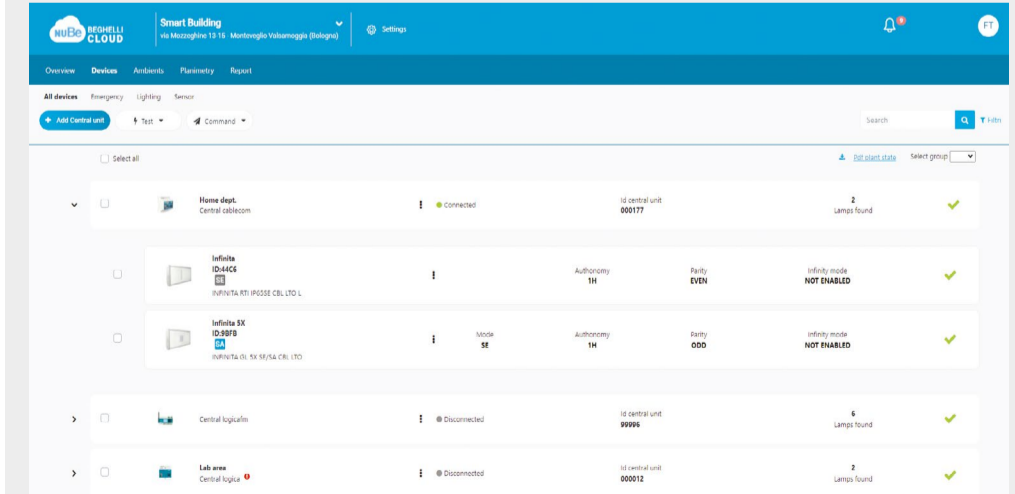 NUBe BEGHELLI CLOUD
Smart Building
via Mozzeghine 13-15 - Monteveglio Valsamoggia (Bologna)
Settings
FT
Overview Devices Ambients Planimetry Report
All devices Emergency Lighting Sensor
+ Add Central unit Test Command Search Filtri
Select all Pdf plant state Select group
Home dept.
Central cablecom
Connected
Id central unit
000177
2
Lamps found
Infinita
ID:44C6
SE
INFINITA RTI IP65SE CBL LTO L
Authonomy
1H
Parity
EVEN
Infinity mode
NOT ENABLED
Infinita 5X
ID:9BFB
SA
INFINITA GL 5X SE/SA CBL LTO
Mode
SE
Authonomy
1H
Parity
ODD
Infinity mode
NOT ENABLED
Central logicafm
Disconnected
Id central unit
99996
6
Lamps found
Lab area
Central logica
Disconnected
Id central unit
000012
2
Lamps found